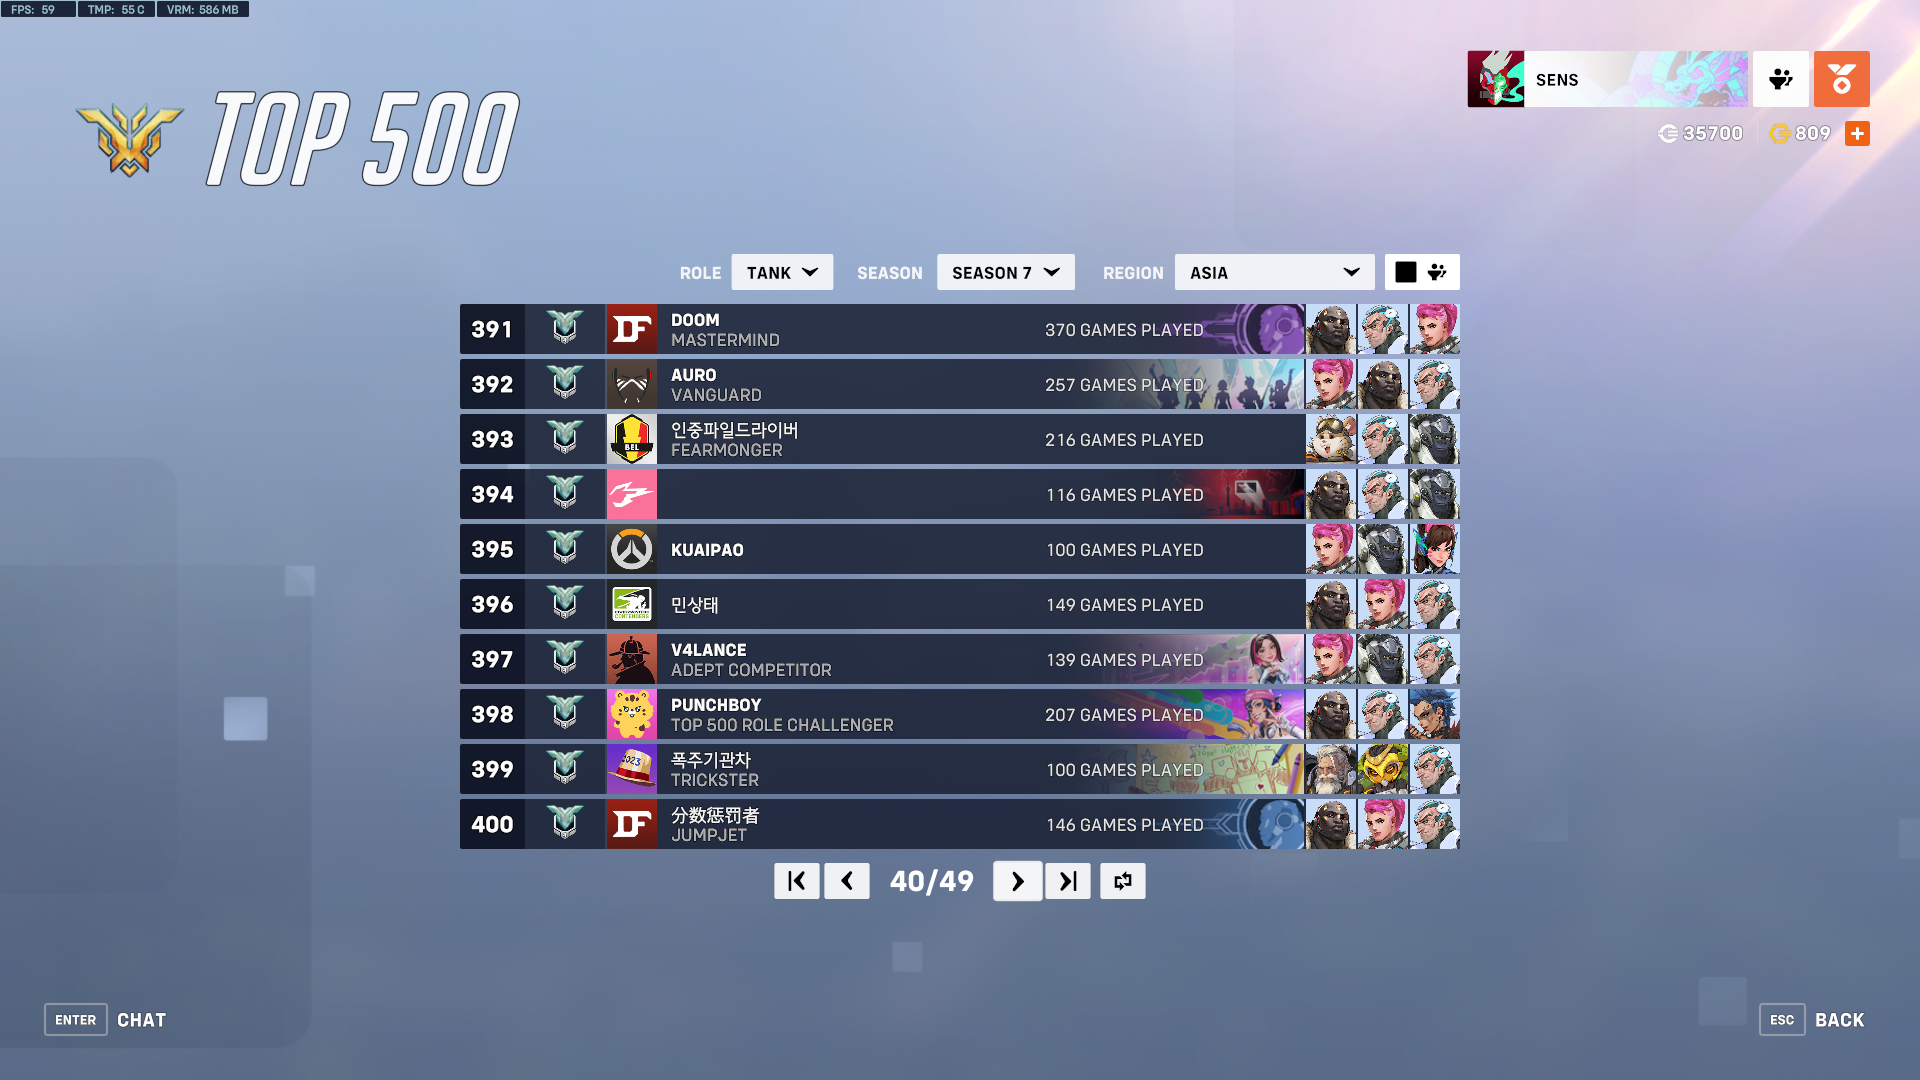 FPS: 59 TMP: 55 C VRM: 586 MB
TOP 500
SENS
35700 809
ROLE TANK SEASON SEASON 7 REGION ASIA
391 DF DOOM 370 GAMES PLAYED
MASTERMIND
392 AURO 257 GAMES PLAYED
VANGUARD
393 BEL 인중파일드라이버 216 GAMES PLAYED
FEARMONGER
394 116 GAMES PLAYED
395 KUAIPAO 100 GAMES PLAYED
396 민상태 149 GAMES PLAYED
CONTENDERS
397 V4LANCE 139 GAMES PLAYED
ADEPT COMPETITOR
398 PUNCHBOY 207 GAMES PLAYED
TOP 500 ROLE CHALLENGER
399 2023 폭주기관차 100 GAMES PLAYED
TRICKSTER
400 DF 分数惩罚者 146 GAMES PLAYED
JUMPJET
40/49
ENTER CHAT
ESC BACK